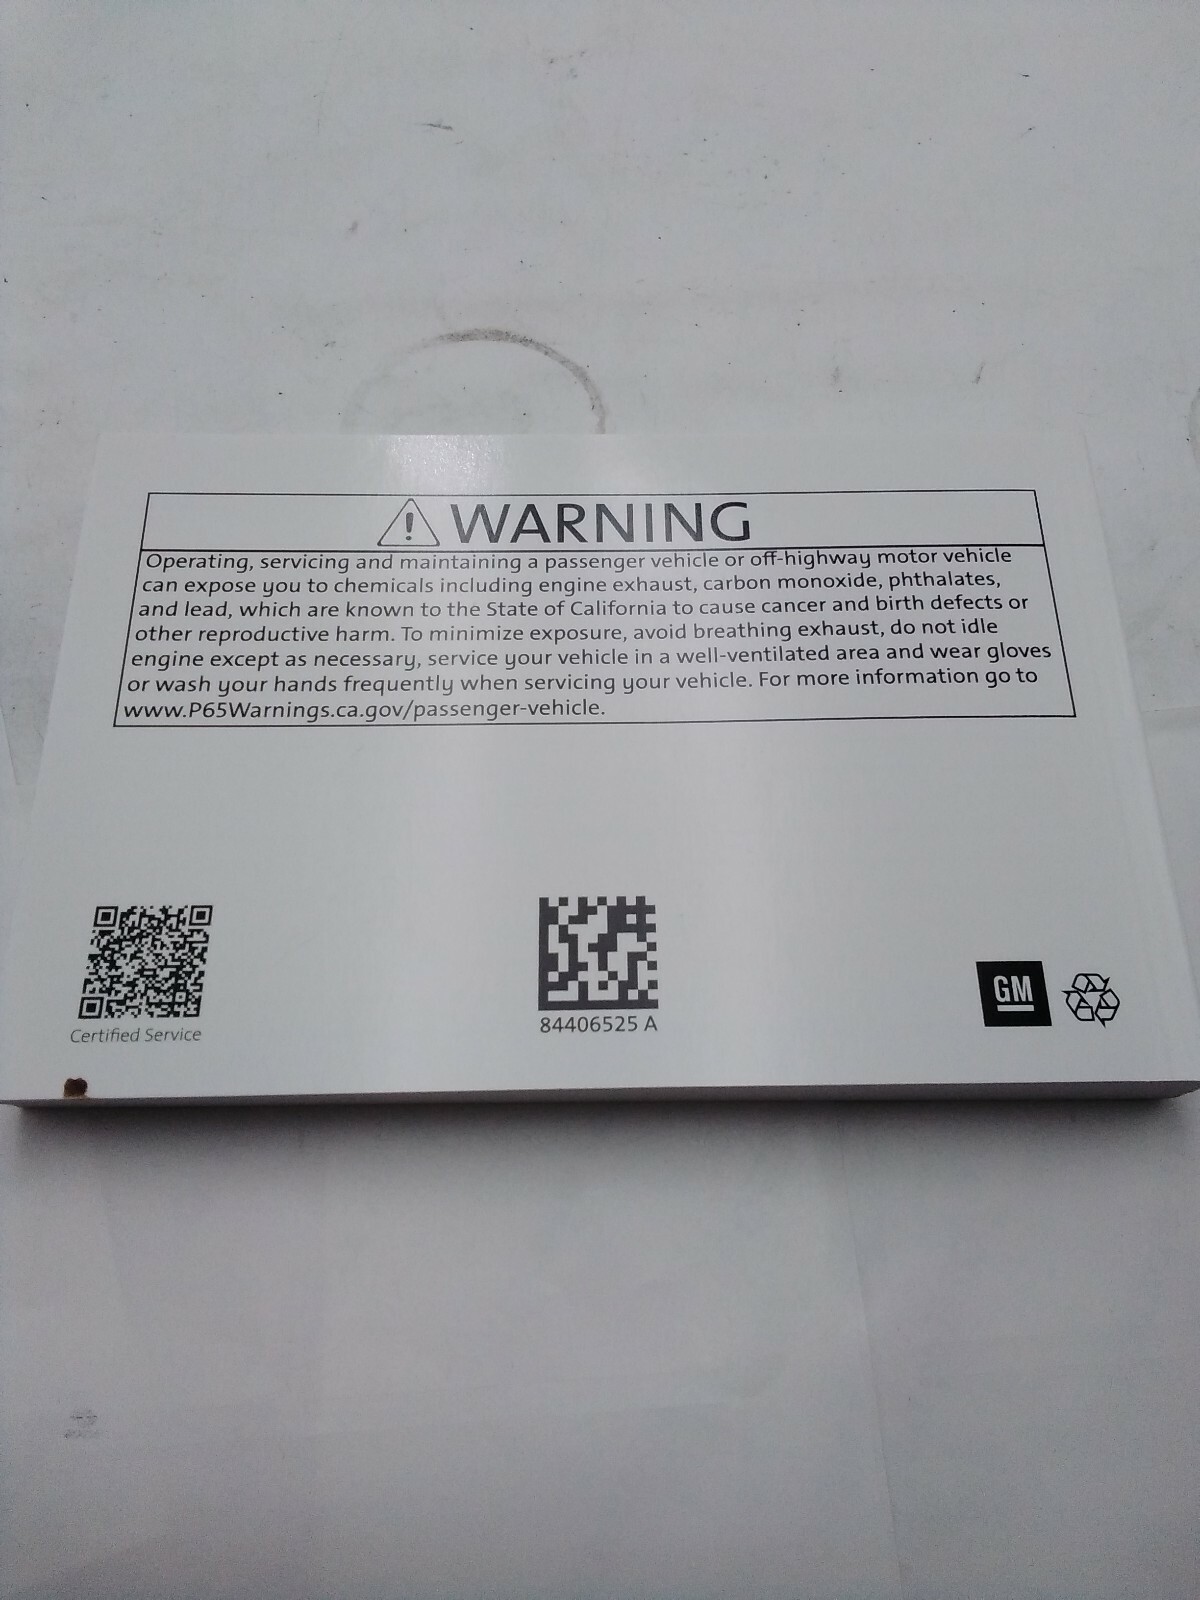 WARNING
Operating, servicing and maintaining a passenger vehicle or off-highway motor vehicle
can expose you to chemicals including engine exhaust, carbon monoxide, phthalates,
and lead, which are known to the State of California to cause cancer and birth defects or
other reproductive harm. To minimize exposure, avoid breathing exhaust, do not idle
engine except as necessary, service your vehicle in a well-ventilated area and wear gloves
or wash your hands frequently when servicing your vehicle. For more information go to
www.P65Warnings.ca.gov/passenger-vehicle.
Certified Service
84406525 A
GM